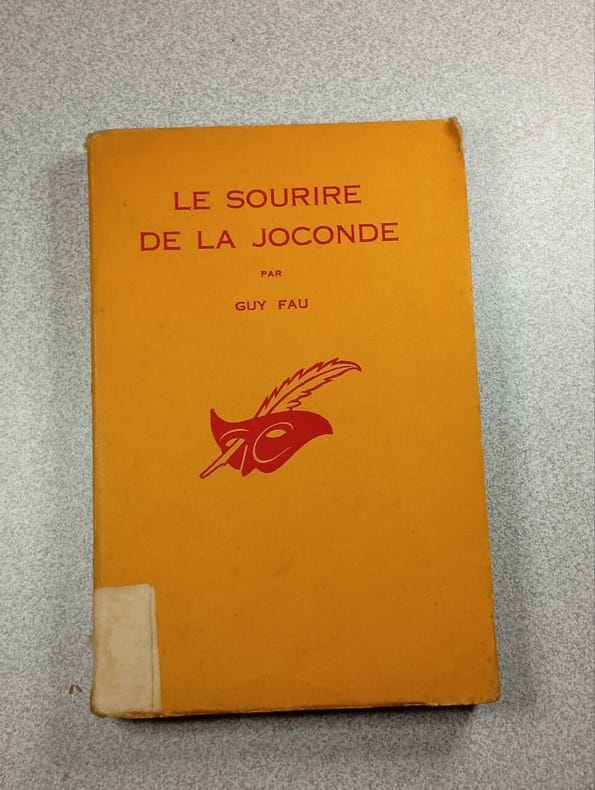 LE SOURIRE
DE LA JOCONDE
PAR
GUY FAU